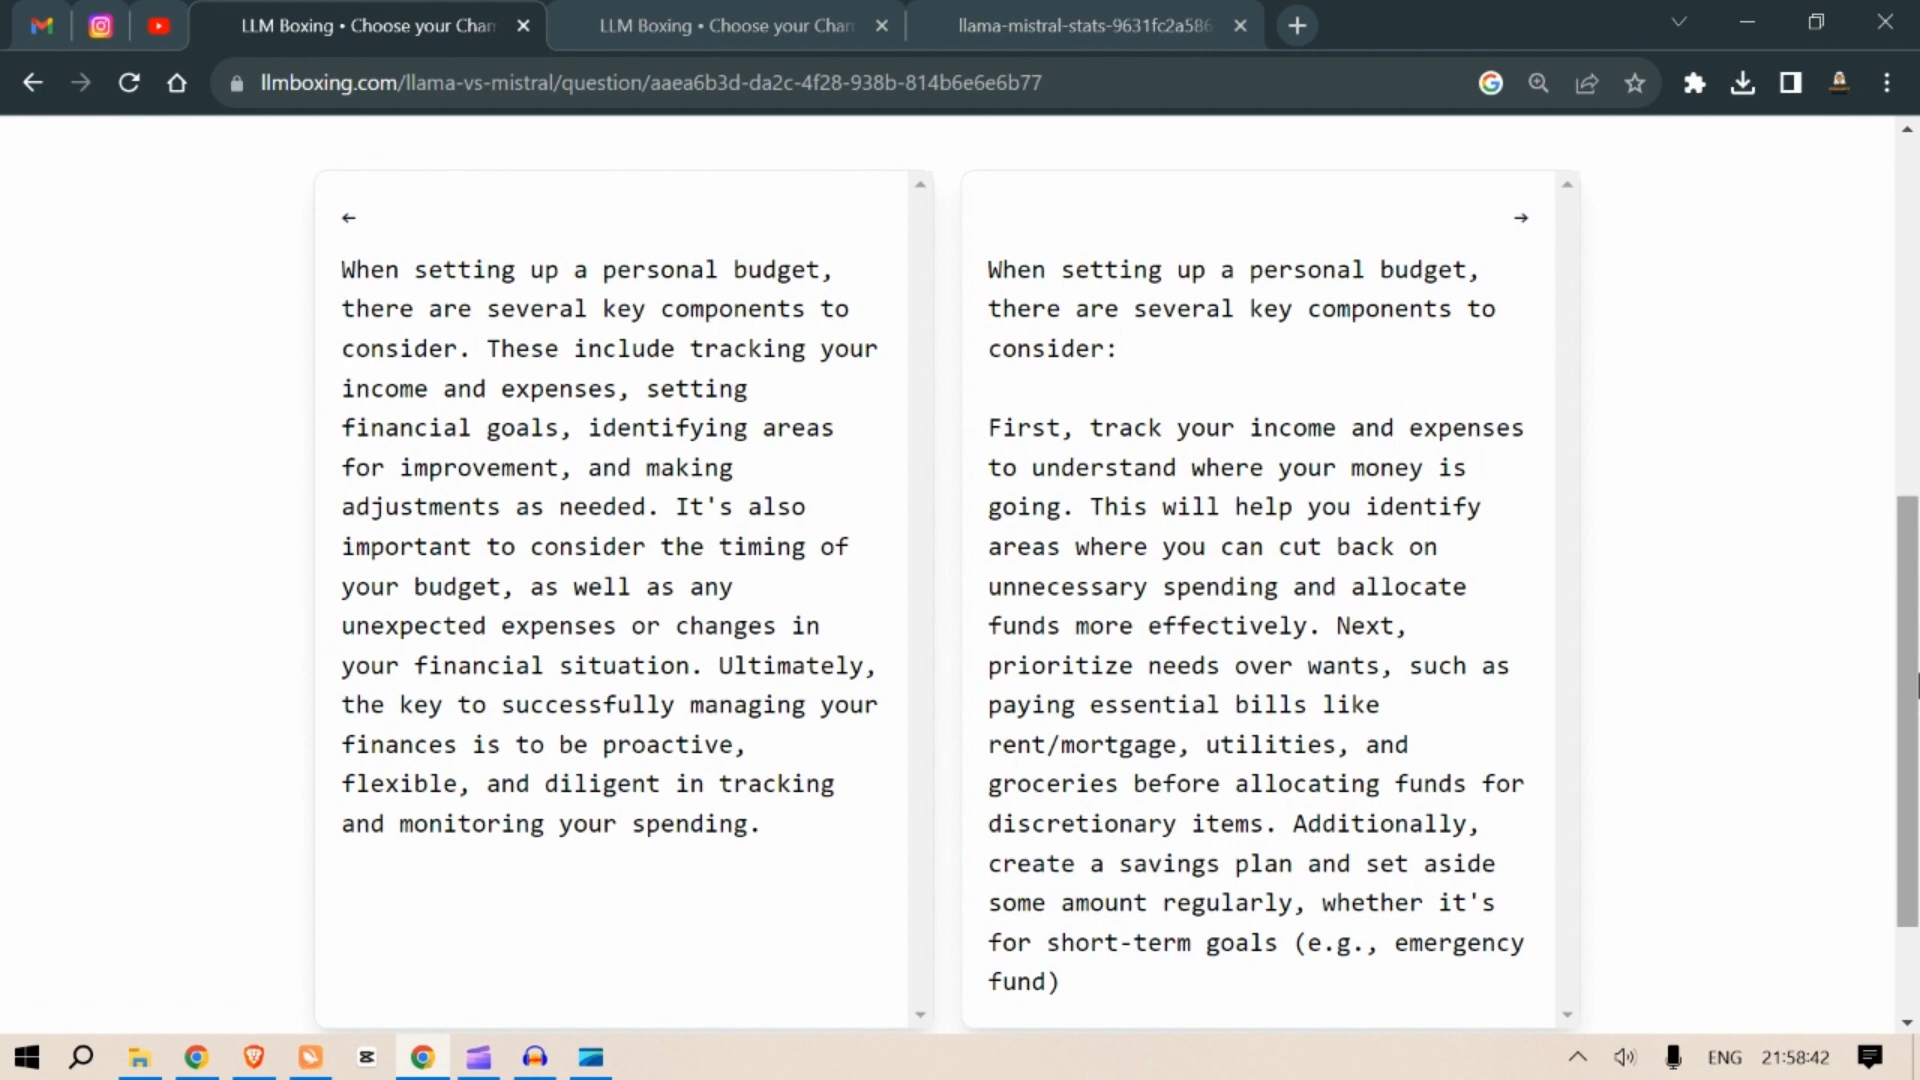 LLM Boxing • Choose your Cham
LLM Boxing • Choose your Cham
llama-mistral-stats-9631fc2a586
llmboxing.com/llama-vs-mistral/question/aaea6b3d-da2c-4f28-938b-814b6e6e6b77
←
When setting up a personal budget,
there are several key components to
consider. These include tracking your
income and expenses, setting
financial goals, identifying areas
for improvement, and making
adjustments as needed. It's also
important to consider the timing of
your budget, as well as any
unexpected expenses or changes in
your financial situation. Ultimately,
the key to successfully managing your
finances is to be proactive,
flexible, and diligent in tracking
and monitoring your spending.
→
When setting up a personal budget,
there are several key components to
consider:
First, track your income and expenses
to understand where your money is
going. This will help you identify
areas where you can cut back on
unnecessary spending and allocate
funds more effectively. Next,
prioritize needs over wants, such as
paying essential bills like
rent/mortgage, utilities, and
groceries before allocating funds for
discretionary items. Additionally,
create a savings plan and set aside
some amount regularly, whether it's
for short-term goals (e.g., emergency
fund)
ENG
21:58:42